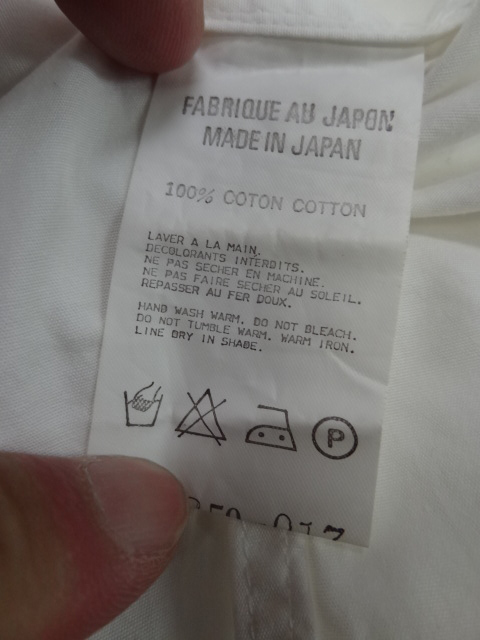 FABRIQUE AU JAPON
MADE IN JAPAN
100% COTON COTTON
LAVER A LA MAIN.
DECOLORANTS INTERDITS.
NE PAS SECHER EN MACHINE.
NE PAS FAIRE SECHER AU SOLEIL.
REPASSER AU FER DOUX.
HAND WASH WARM. DO NOT BLEACH.
DO NOT TUMBLE WARM. WARM IRON.
LINE DRY IN SHADE.
P